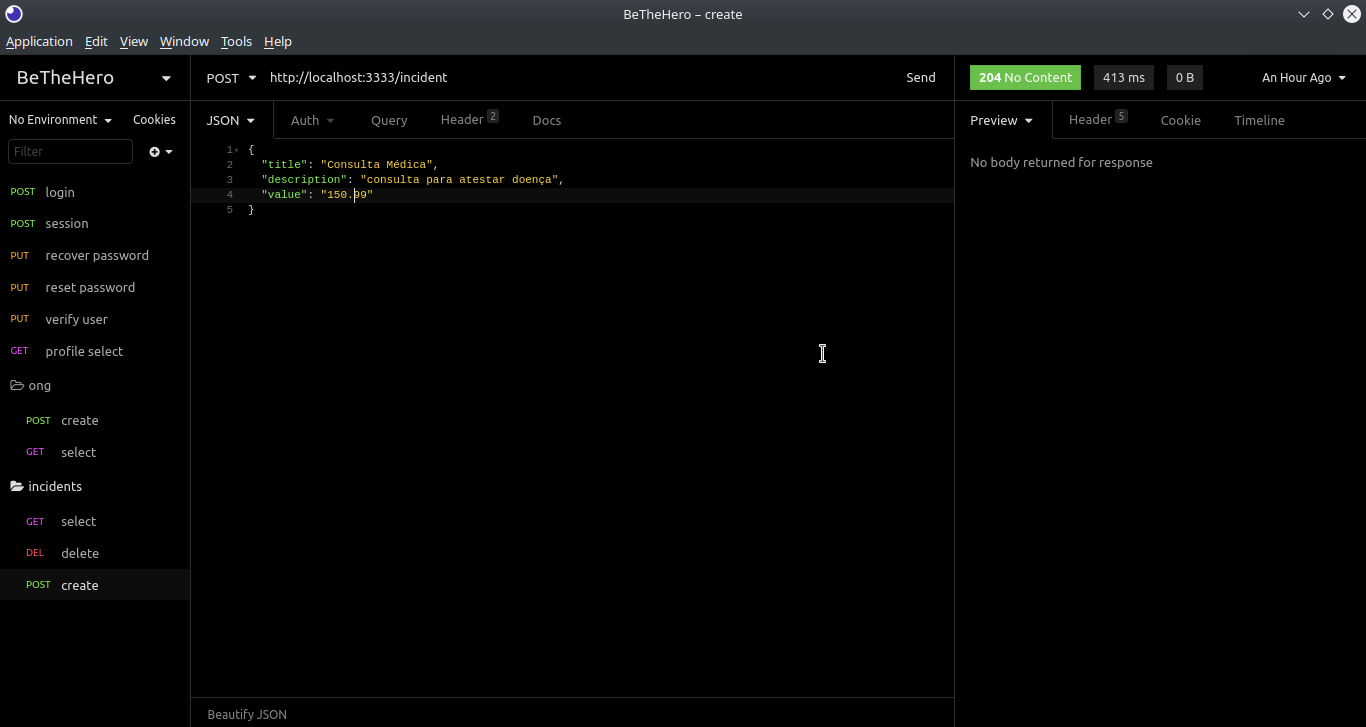 BeTheHero – create
Application Edit View Window Tools Help
BeTheHero
POST http://localhost:3333/incident Send
204 No Content 413 ms 0 B An Hour Ago
No Environment Cookies
JSON Auth Query Header 2 Docs
Preview Header 5 Cookie Timeline
Filter
1 {
2 "title": "Consulta Médica",
3 "description": "consulta para atestar doença",
4 "value": "150.99"
5 }
No body returned for response
POST login
POST session
PUT recover password
PUT reset password
PUT verify user
GET profile select
ong
POST create
GET select
incidents
GET select
DEL delete
POST create
Beautify JSON